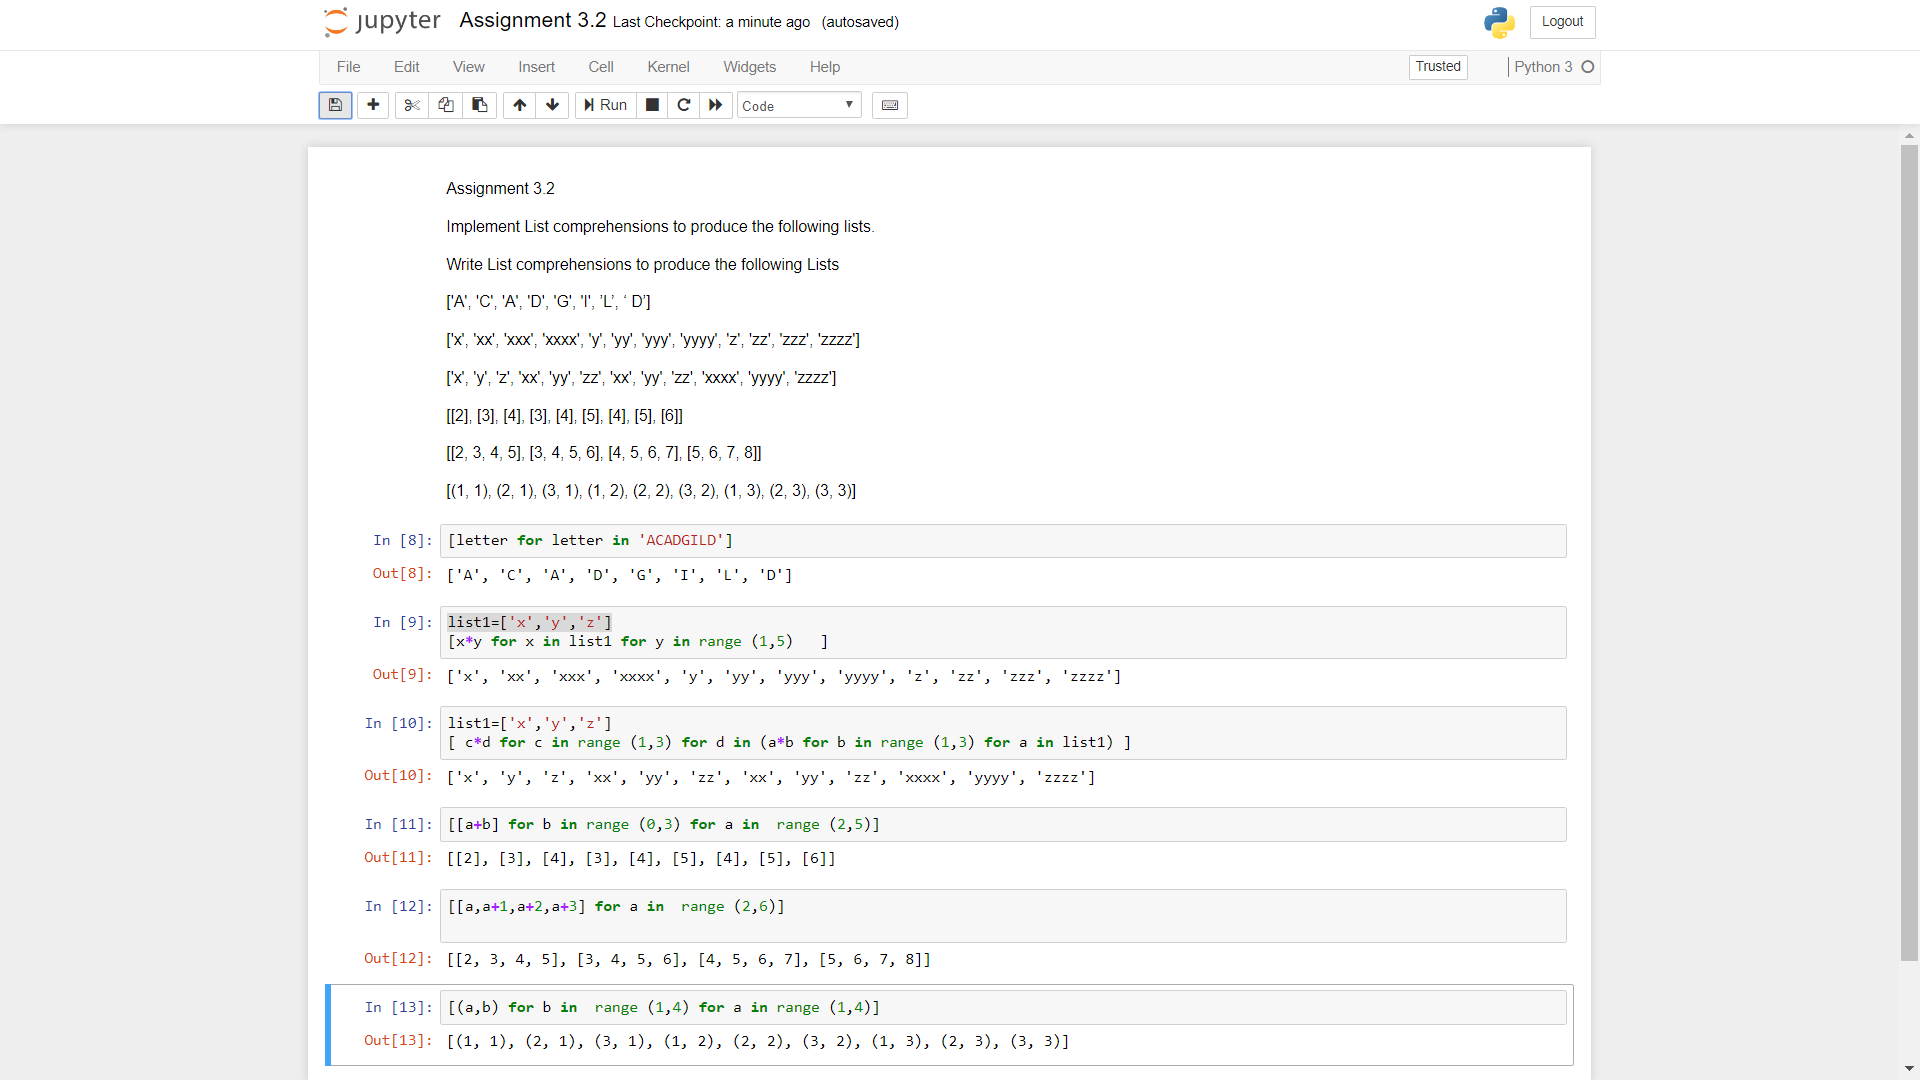 jupyter Assignment 3.2 Last Checkpoint: a minute ago (autosaved) Logout
File Edit View Insert Cell Kernel Widgets Help Trusted Python 3
Run Code
Assignment 3.2
Implement List comprehensions to produce the following lists.
Write List comprehensions to produce the following Lists
['A', 'C', 'A', 'D', 'G', 'I', ’L’, ‘ D’]
['x', 'xx', 'xxx', 'xxxx', 'y', 'yy', 'yyy', 'yyyy', 'z', 'zz', 'zzz', 'zzzz']
['x', 'y', 'z', 'xx', 'yy', 'zz', 'xx', 'yy', 'zz', 'xxxx', 'yyyy', 'zzzz']
[[2], [3], [4], [3], [4], [5], [4], [5], [6]]
[[2, 3, 4, 5], [3, 4, 5, 6], [4, 5, 6, 7], [5, 6, 7, 8]]
[(1, 1), (2, 1), (3, 1), (1, 2), (2, 2), (3, 2), (1, 3), (2, 3), (3, 3)]
In [8]: [letter for letter in 'ACADGILD']
Out[8]: ['A', 'C', 'A', 'D', 'G', 'I', 'L', 'D']
In [9]: list1=['x','y','z']
[x*y for x in list1 for y in range (1,5)   ]
Out[9]: ['x', 'xx', 'xxx', 'xxxx', 'y', 'yy', 'yyy', 'yyyy', 'z', 'zz', 'zzz', 'zzzz']
In [10]: list1=['x','y','z']
[ c*d for c in range (1,3) for d in (a*b for b in range (1,3) for a in list1) ]
Out[10]: ['x', 'y', 'z', 'xx', 'yy', 'zz', 'xx', 'yy', 'zz', 'xxxx', 'yyyy', 'zzzz']
In [11]: [[a+b] for b in range (0,3) for a in  range (2,5)]
Out[11]: [[2], [3], [4], [3], [4], [5], [4], [5], [6]]
In [12]: [[a,a+1,a+2,a+3] for a in  range (2,6)]
Out[12]: [[2, 3, 4, 5], [3, 4, 5, 6], [4, 5, 6, 7], [5, 6, 7, 8]]
In [13]: [(a,b) for b in  range (1,4) for a in range (1,4)]
Out[13]: [(1, 1), (2, 1), (3, 1), (1, 2), (2, 2), (3, 2), (1, 3), (2, 3), (3, 3)]